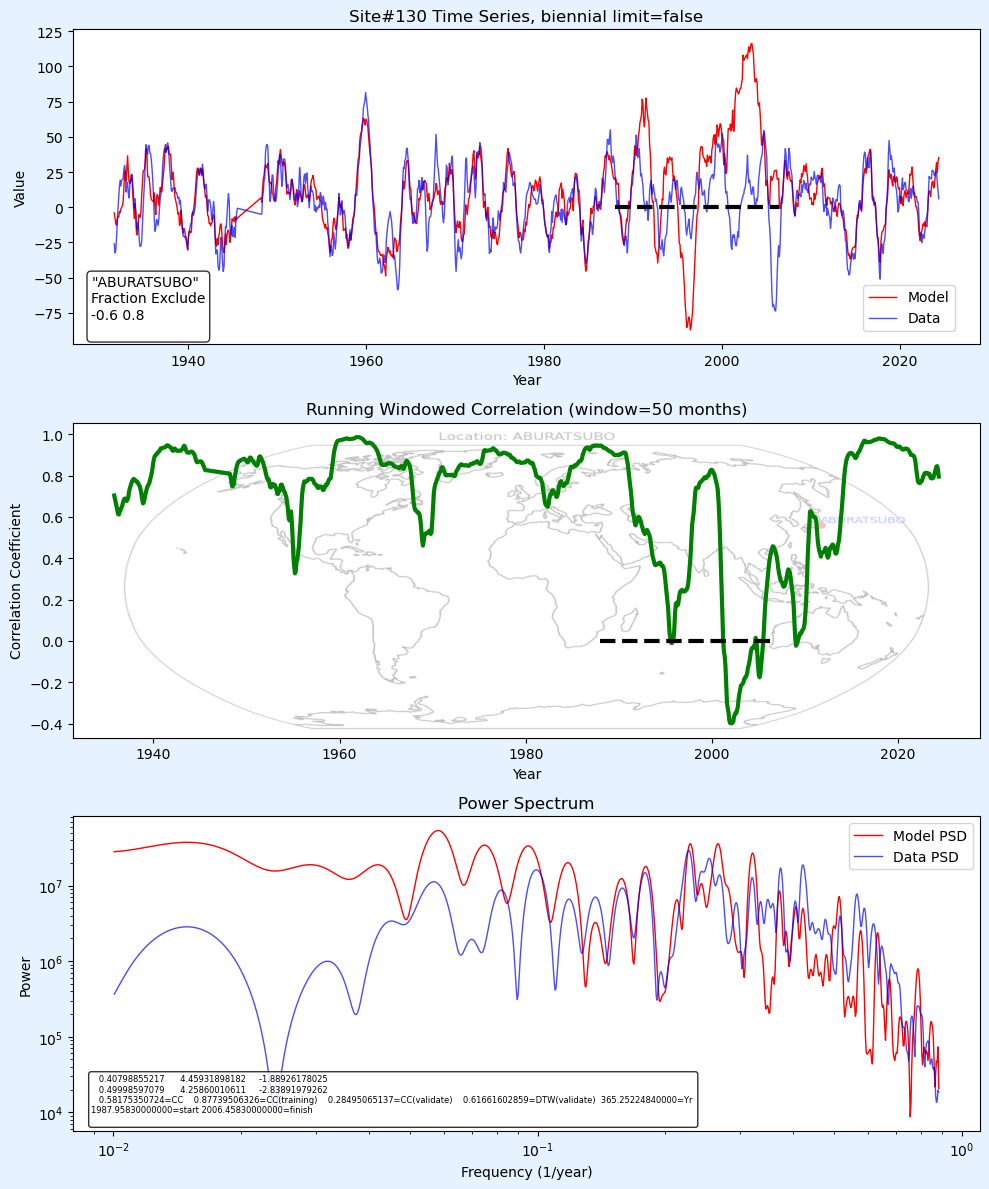 Site#130 Time Series, biennial limit=false
125
100
75
50
25
0
−25
−50
−75
Value
"ABURATSUBO"
Fraction Exclude
-0.6 0.8
Model
Data
1940
1960
1980
2000
2020
Year
Running Windowed Correlation (window=50 months)
Location: ABURATSUBO
1.0
0.8
0.6
0.4
0.2
0.0
−0.2
−0.4
Correlation Coefficient
ABURATSUBO
1940
1960
1980
2000
2020
Year
Power Spectrum
Model PSD
Data PSD
10^7
10^6
10^5
10^4
Power
0.40798855217 4.45931898182 -1.88926178025
0.49998597079 4.25860010611 -2.83891979262
0.58175350724=CC 0.87739506326=CC(training) 0.28495065137=CC(validate) 0.61661602859=DTW(validate) 365.25224840000=Yr
1987.95830000000=start 2006.45830000000=finish
10^−2
10^−1
10^0
Frequency (1/year)